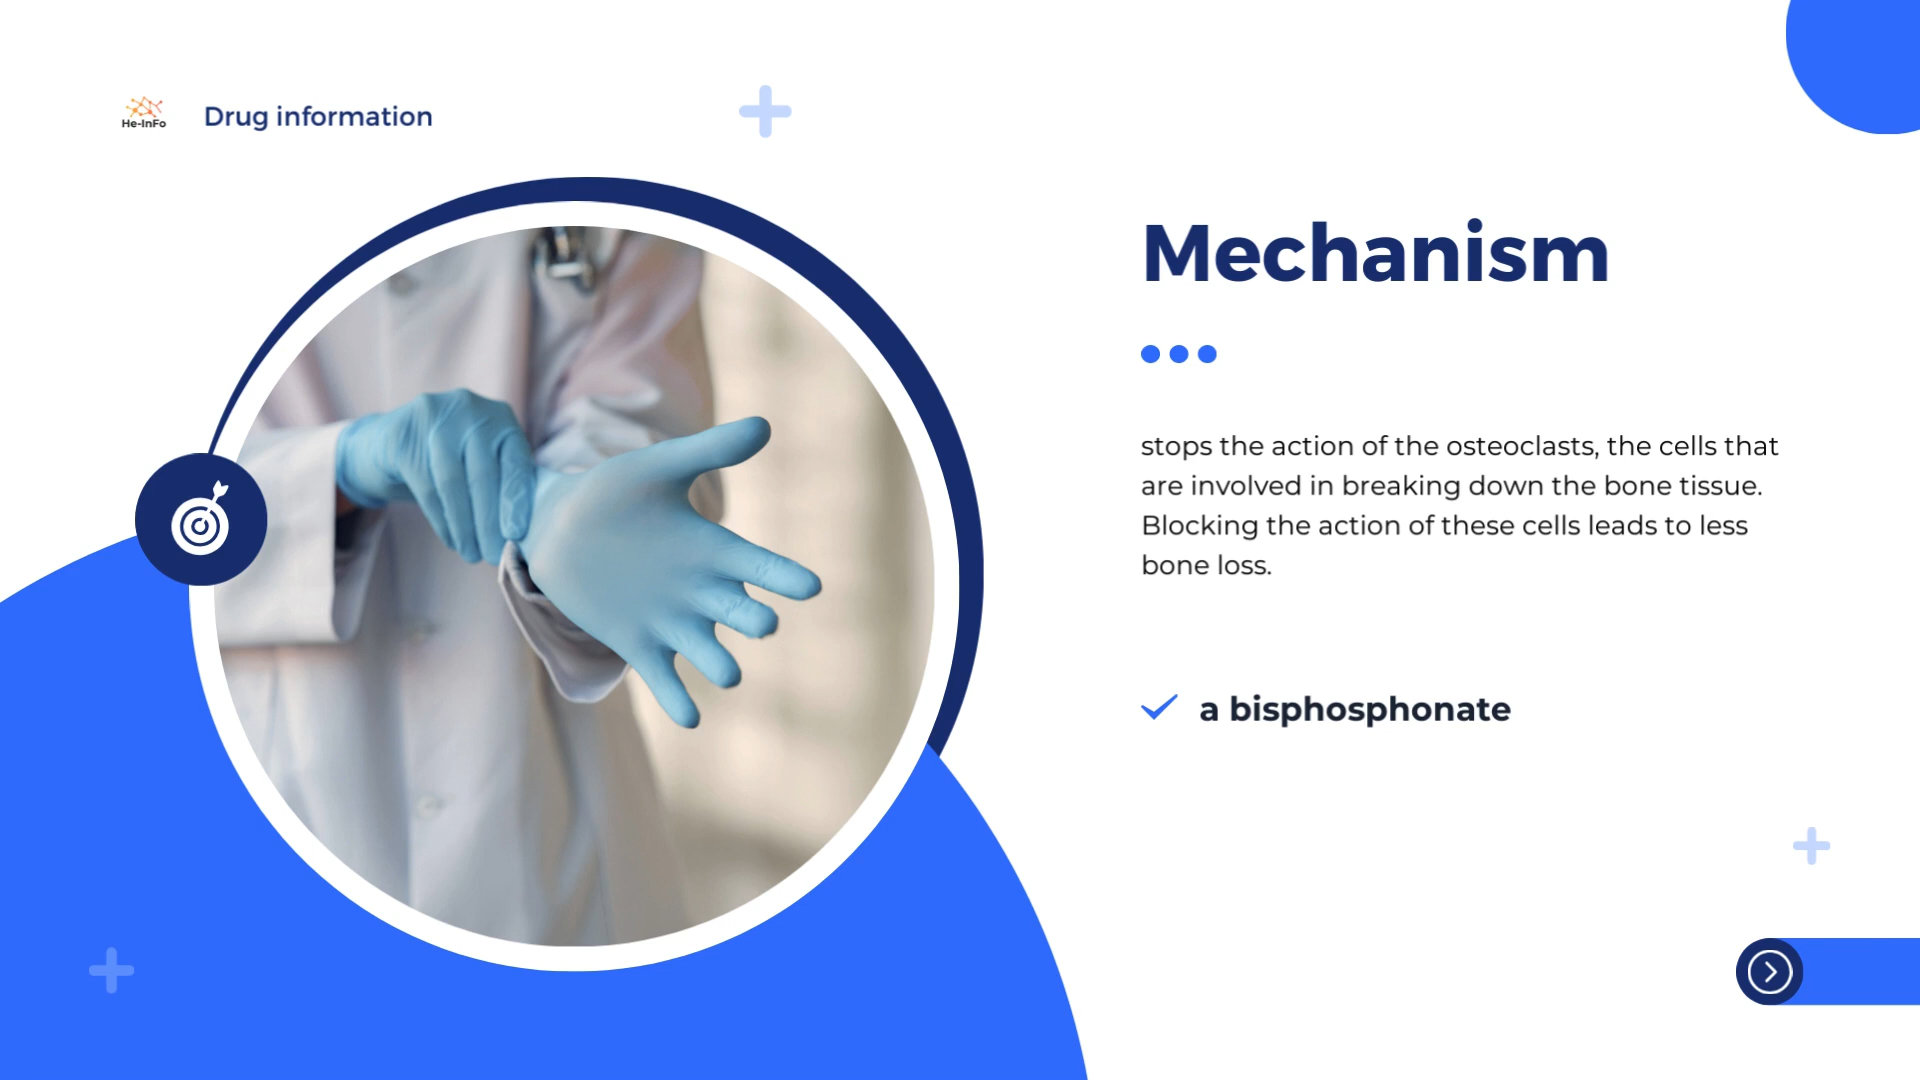 He-InFo
Drug information
Mechanism
stops the action of the osteoclasts, the cells that
are involved in breaking down the bone tissue.
Blocking the action of these cells leads to less
bone loss.
a bisphosphonate